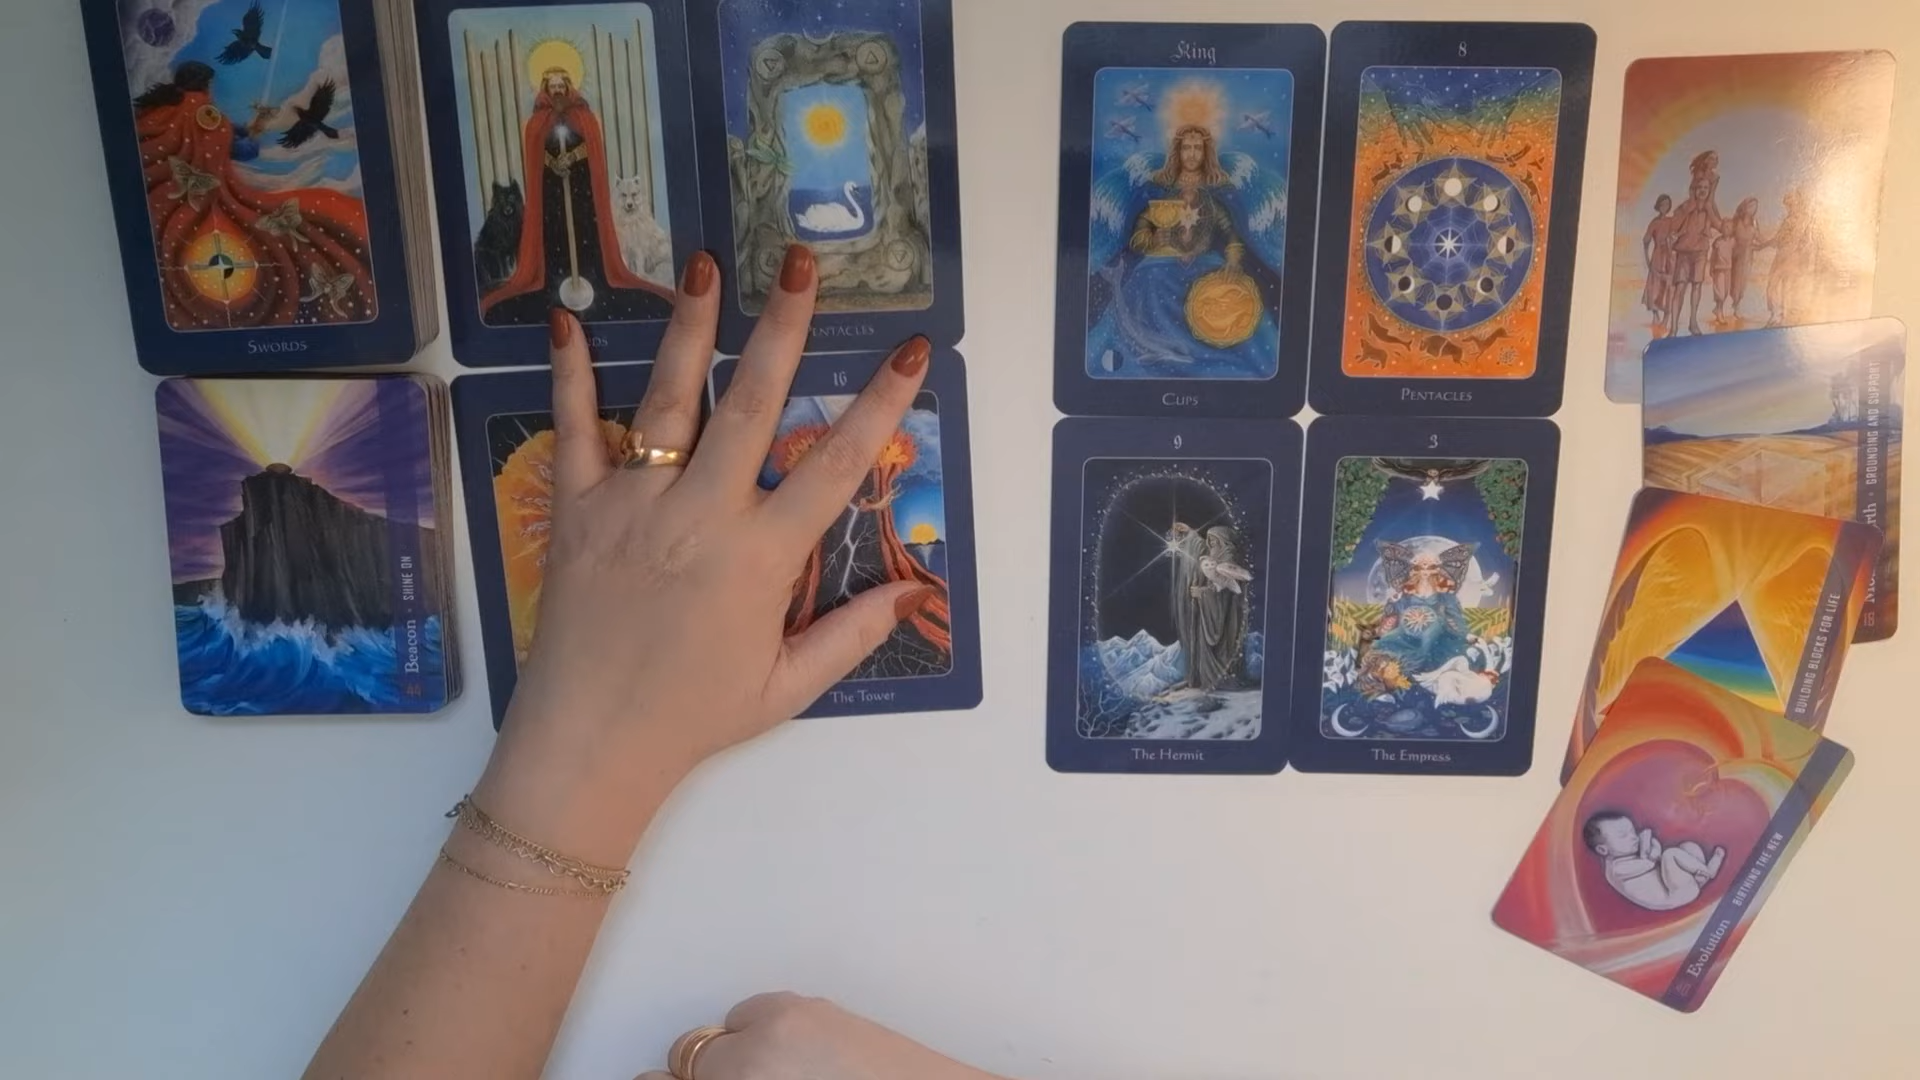 SWORDS
PENTACLES
16
The Tower
Beacon • SHINE ON
44
King
CUPS
8
PENTACLES
9
The Hermit
3
The Empress
GROUNDING AND SUPPORT
18
BUILDING BLOCKS FOR LIFE
Evolution BIRTHING THE NEW